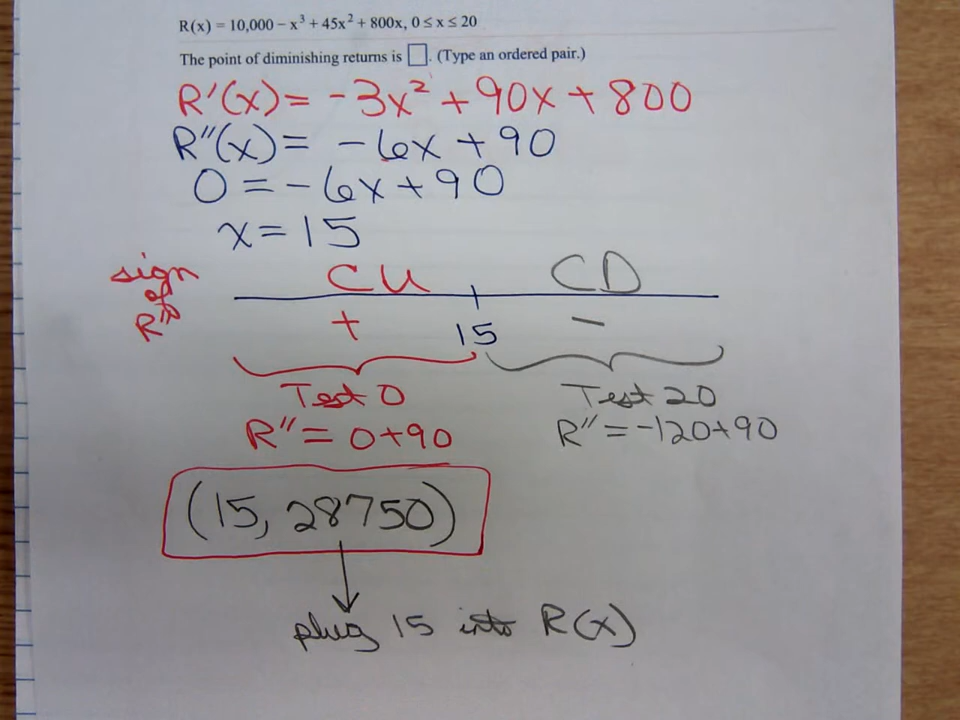 R(x) = 10,000 − x³ + 45x² + 800x, 0 ≤ x ≤ 20
The point of diminishing returns is □. (Type an ordered pair.)
R'(x) = -3x² + 90x + 800
R''(x) = -6x + 90
0 = -6x + 90
x = 15
sign of R''
CU CD
+ 15 −
Test 0 Test 20
R'' = 0+90 R'' = -120+90
(15, 28750)
plug 15 into R(x)